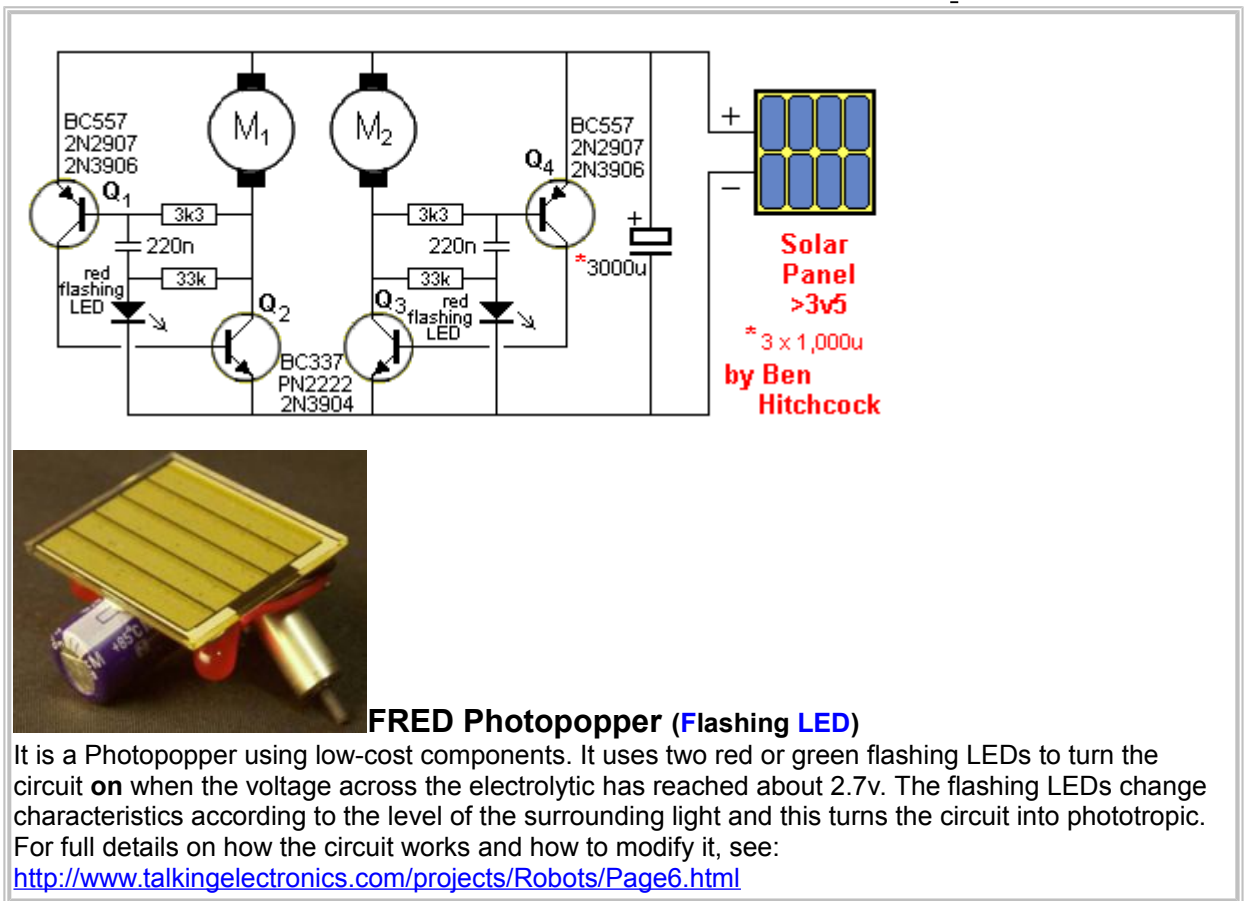 BC557
2N2907
2N3906
Q1
M1
M2
BC557
2N2907
2N3906
Q4
3k3
3k3
220n
220n
33k
33k
red
flashing
LED
Q2
Q3
red
flashing
LED
BC337
PN2222
2N3904
+
*3000u
+
−
Solar
Panel
>3v5
*3 x 1,000u
by Ben
Hitchcock
+85°C
FRED Photopopper (Flashing LED)
It is a Photopopper using low-cost components. It uses two red or green flashing LEDs to turn the
circuit on when the voltage across the electrolytic has reached about 2.7v. The flashing LEDs change
characteristics according to the level of the surrounding light and this turns the circuit into phototropic.
For full details on how the circuit works and how to modify it, see:
http://www.talkingelectronics.com/projects/Robots/Page6.html